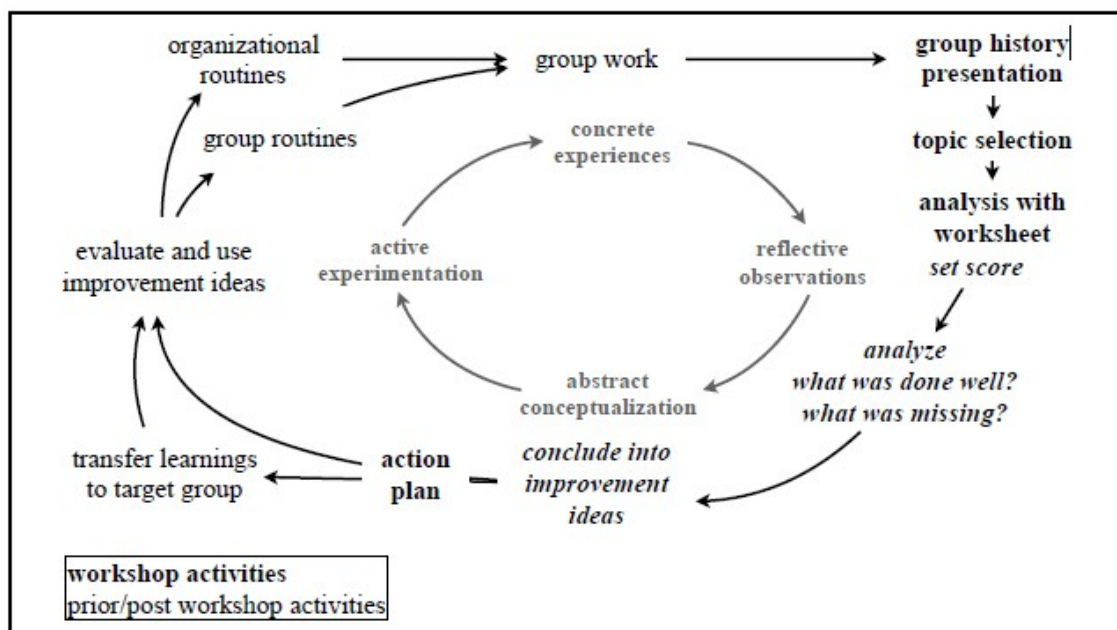 organizational
routines
group work
group history
presentation
group routines
concrete
experiences
topic selection
analysis with
worksheet
set score
evaluate and use
improvement ideas
active
experimentation
reflective
observations
analyze
what was done well?
what was missing?
abstract
conceptualization
transfer learnings
to target group
action
plan
conclude into
improvement
ideas
workshop activities
prior/post workshop activities